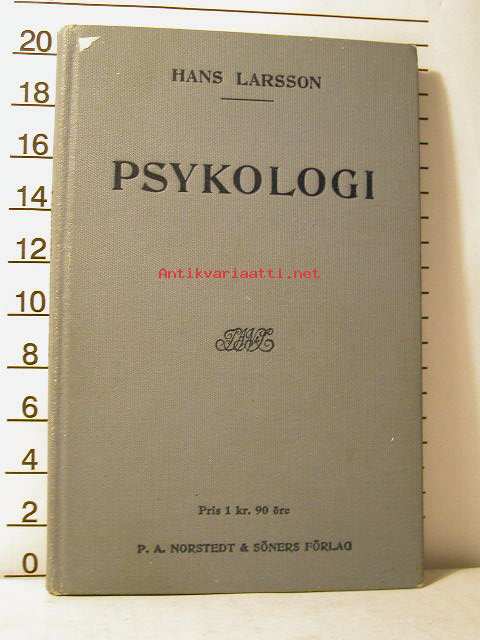 HANS LARSSON
PSYKOLOGI
Antikvariaatti.net
Pris 1 kr. 90 öre
P. A. NORSTEDT & SÖNERS FÖRLAG
20
18
16
14
12
10
8
6
4
2
0